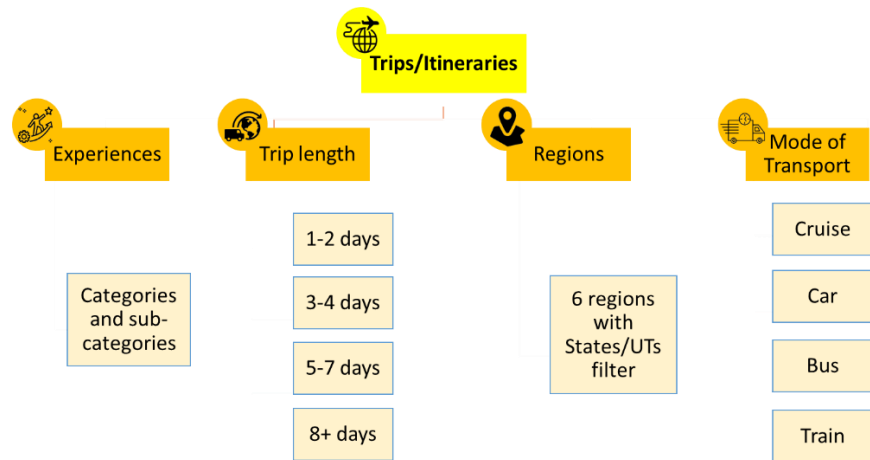 Trips/Itineraries
Experiences
Trip length
Regions
Mode of
Transport
Categories
and sub-
categories
1-2 days
3-4 days
5-7 days
8+ days
6 regions
with
States/UTs
filter
Cruise
Car
Bus
Train